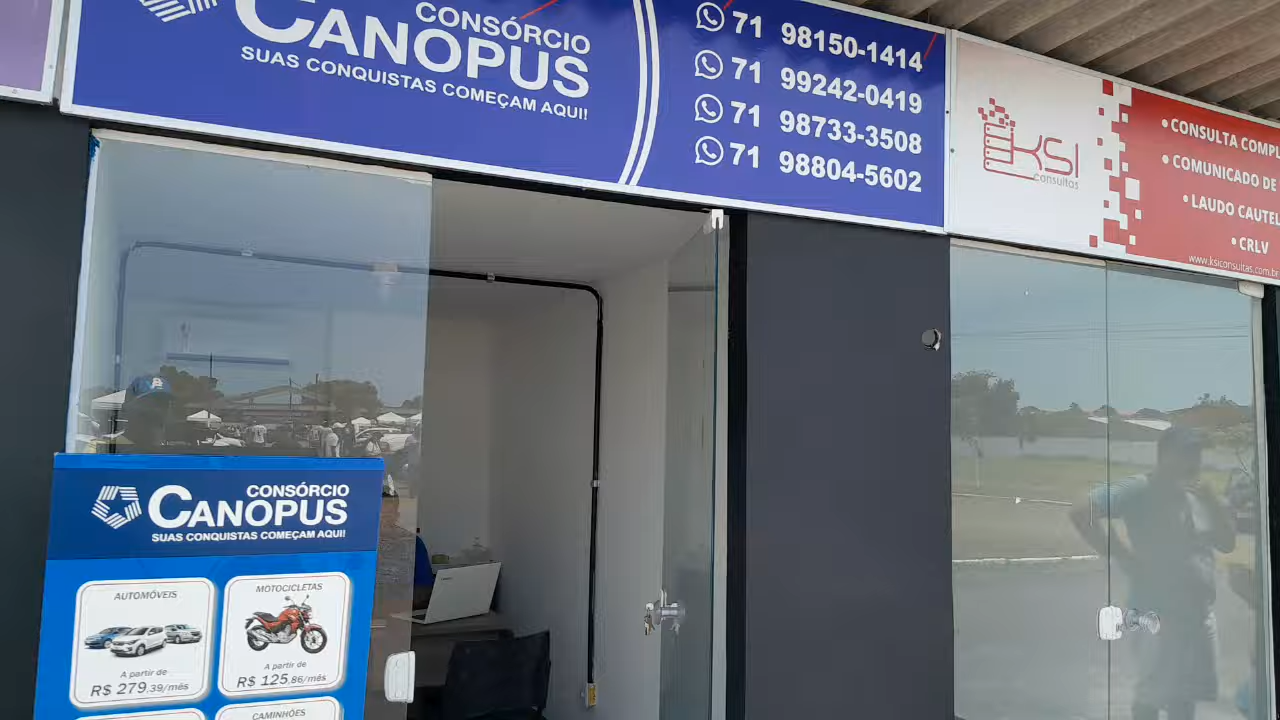 CONSÓRCIO
CANOPUS
SUAS CONQUISTAS COMEÇAM AQUI!
71 98150-1414
71 99242-0419
71 98733-3508
71 98804-5602
KSI
consultas
• CONSULTA COMPL
• COMUNICADO DE
• LAUDO CAUTEL
• CRLV
www.ksiconsultas.com.br
CONSÓRCIO
CANOPUS
SUAS CONQUISTAS COMEÇAM AQUI!
AUTOMÓVEIS
A partir de
R$ 279,39/mês
MOTOCICLETAS
A partir de
R$ 125,86/mês
CAMINHÕES